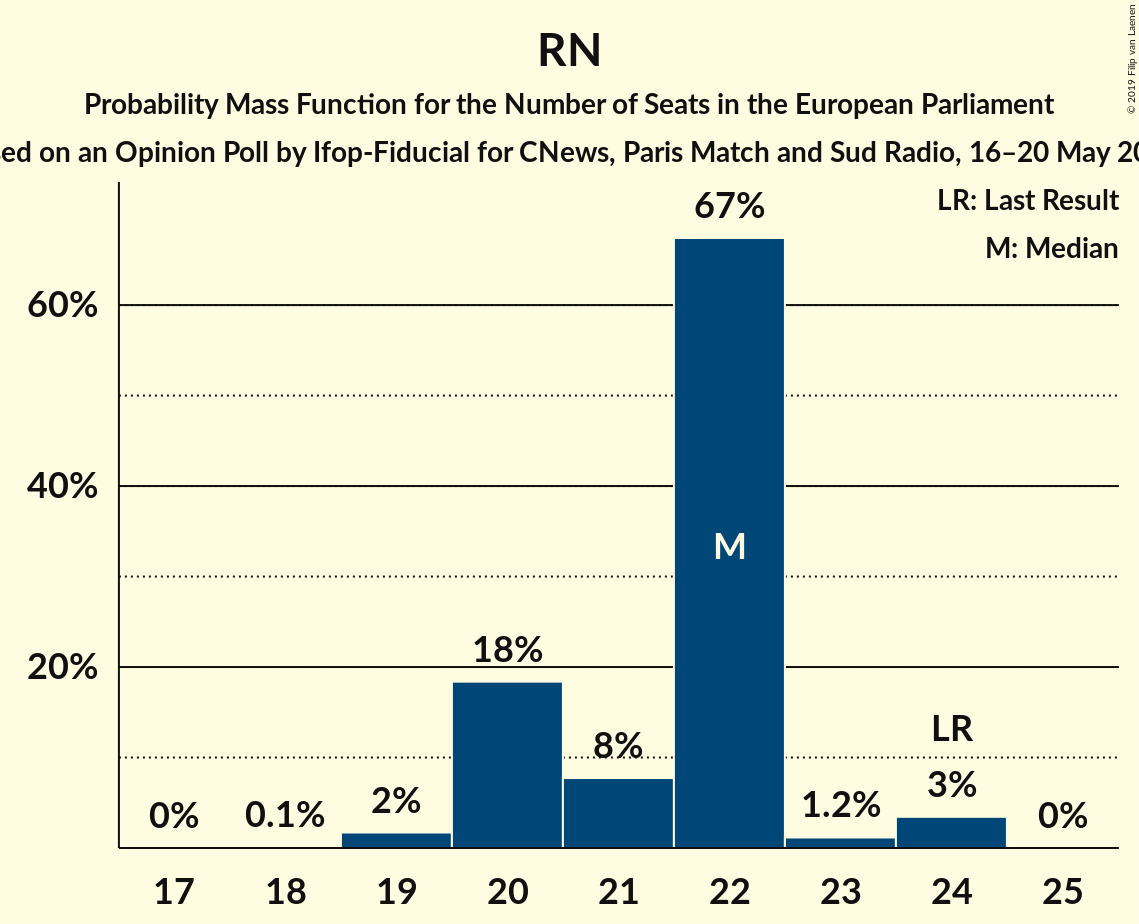 RN
Probability Mass Function for the Number of Seats in the European Parliament
on an Opinion Poll by Ifop-Fiducial for CNews, Paris Match and Sud Radio, 16–20 May
© 2019 Filip van Laenen
LR: Last Result
M: Median
67%
60%
M
40%
18%
20%
LR
8%
3%
2%
1.2%
0% 0.1% 0%
17 18 19 20 21 22 23 24 25